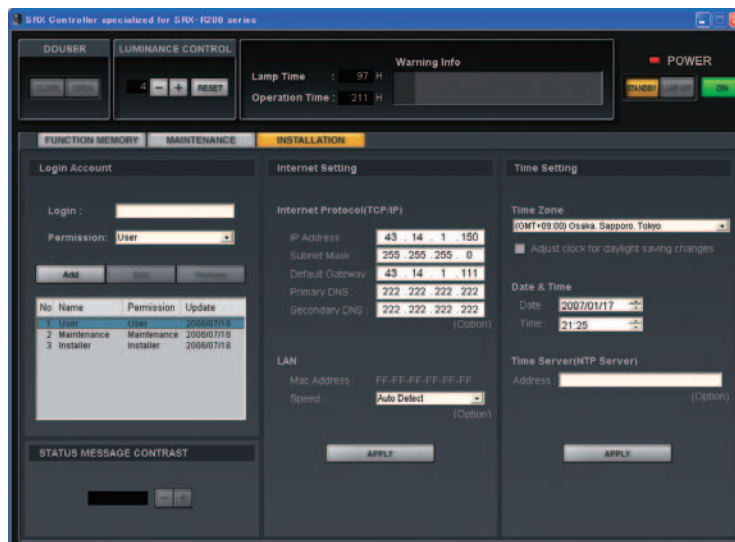 SRX Controller specialized for SRX-R200 series
DOUSER
CLOSE OPEN
LUMINANCE CONTROL
4 - + RESET
Lamp Time : 97 H
Operation Time : 211 H
Warning Info
POWER
STANDBY LAMP OFF ON
FUNCTION MEMORY MAINTENANCE INSTALLATION
Login Account
Login :
Permission: User
Add Edit Remove
No Name Permission Update
1 User User 2006/07/18
2 Maintenance Maintenance 2006/07/18
3 Installer Installer 2006/07/18
STATUS MESSAGE CONTRAST
- +
Internet Setting
Internet Protocol(TCP/IP)
IP Address 43 . 14 . 1 . 150
Subnet Mask : 255 . 255 . 255 . 0
Default Gateway : 43 . 14 . 1 . 111
Primary DNS : 222 . 222 . 222 . 222
Secondary DNS : 222 . 222 . 222 . 222
(Option)
LAN
Mac Address : FF-FF-FF-FF-FF-FF
Speed : Auto Detect
(Option)
APPLY
Time Setting
Time Zone
(GMT+09:00) Osaka, Sapporo, Tokyo
Adjust clock for daylight saving changes
Date & Time
Date : 2007/01/17
Time : 21:25
Time Server(NTP Server)
Address :
(Option)
APPLY